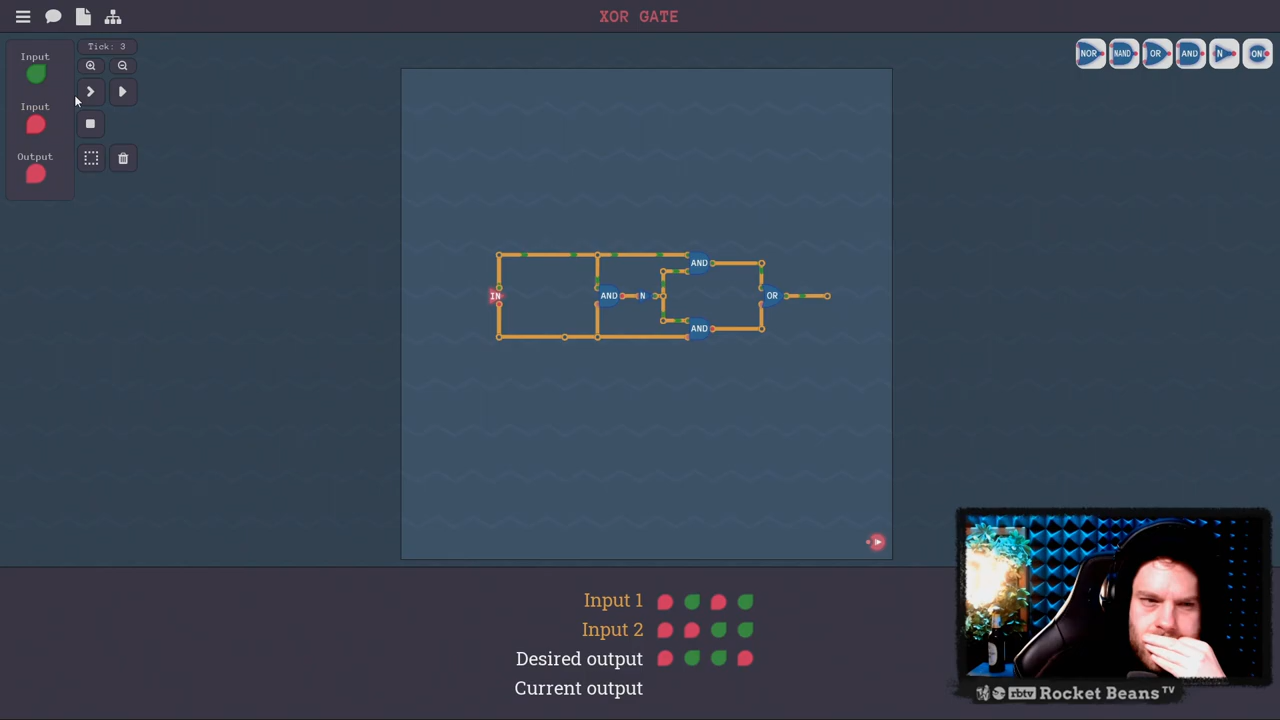 XOR GATE
Input
Input
Output
Tick: 3
NOR
NAND
OR
AND
N
ON
IN
AND
N
AND
AND
OR
Input 1
Input 2
Desired output
Current output
rbtv Rocket Beans TV